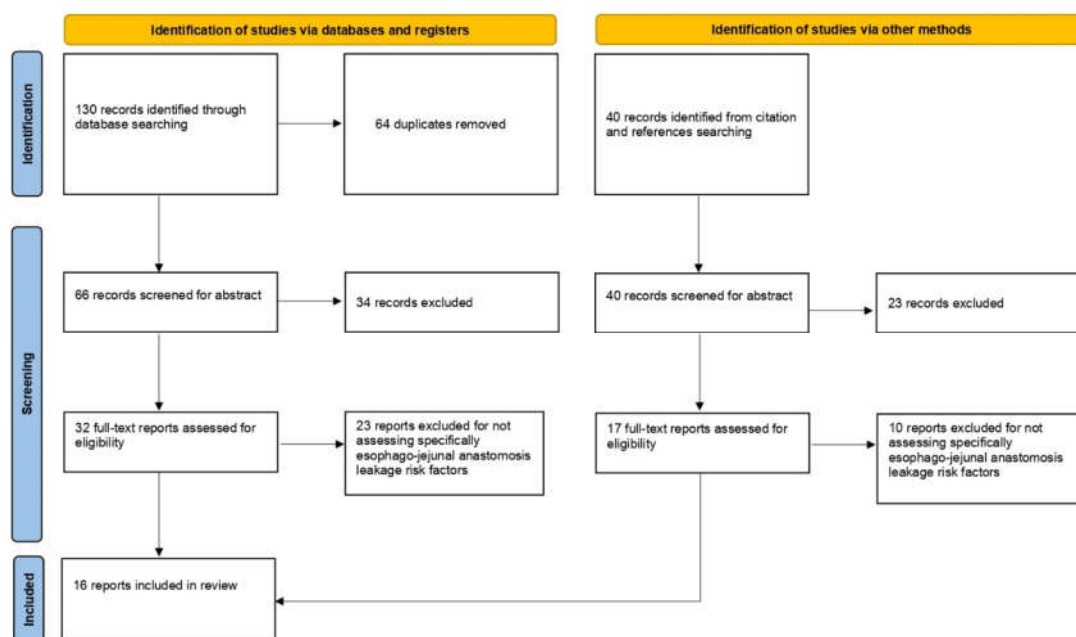 Identification of studies via databases and registers
Identification of studies via other methods
Identification
130 records identified through
database searching
64 duplicates removed
40 records identified from citation
and references searching
Screening
66 records screened for abstract
34 records excluded
40 records screened for abstract
23 records excluded
32 full-text reports assessed for
eligibility
23 reports excluded for not
assessing specifically
esophago-jejunal anastomosis
leakage risk factors
17 full-text reports assessed for
eligibility
10 reports excluded for not
assessing specifically
esophago-jejunal anastomosis
leakage risk factors
Included
16 reports included in review